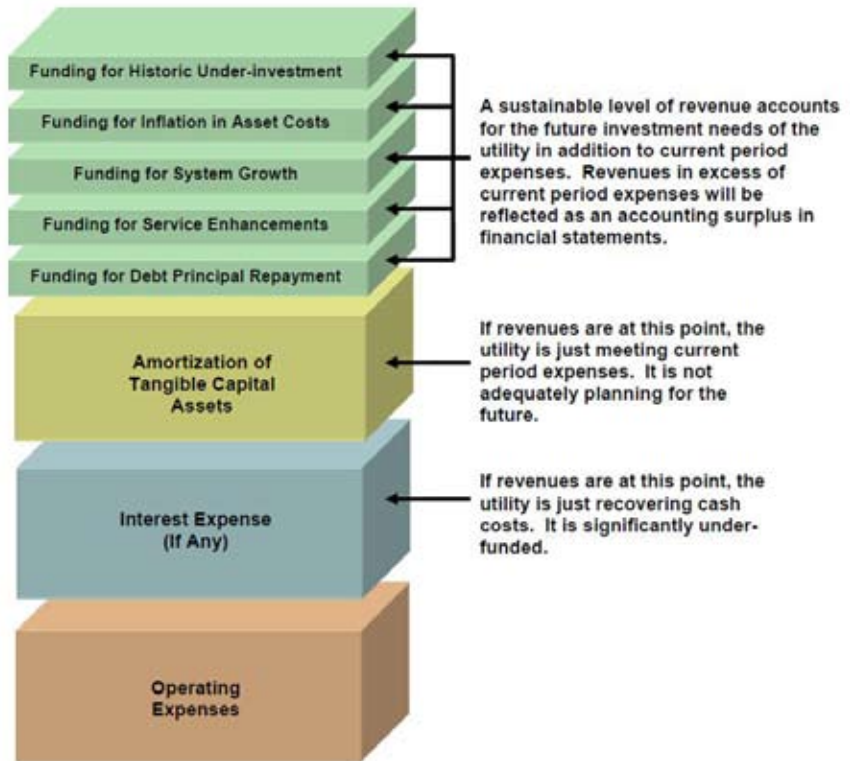 Funding for Historic Under-investment
Funding for Inflation in Asset Costs
Funding for System Growth
Funding for Service Enhancements
Funding for Debt Principal Repayment
A sustainable level of revenue accounts
for the future investment needs of the
utility in addition to current period
expenses. Revenues in excess of
current period expenses will be
reflected as an accounting surplus in
financial statements.
Amortization of
Tangible Capital
Assets
If revenues are at this point, the
utility is just meeting current
period expenses. It is not
adequately planning for the
future.
Interest Expense
(If Any)
If revenues are at this point, the
utility is just recovering cash
costs. It is significantly under-
funded.
Operating
Expenses